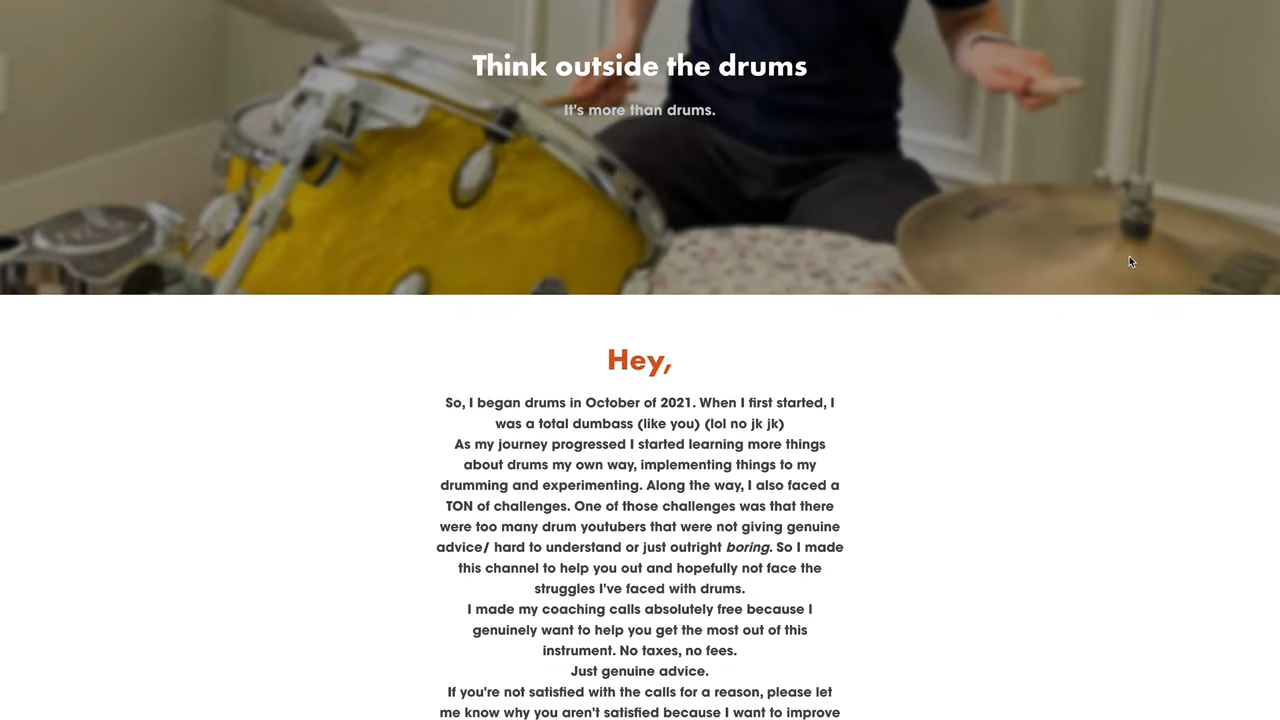 Think outside the drums
It's more than drums.
Hey,
So, I began drums in October of 2021. When I first started, I
was a total dumbass (like you) (lol no jk jk)
As my journey progressed I started learning more things
about drums my own way, implementing things to my
drumming and experimenting. Along the way, I also faced a
TON of challenges. One of those challenges was that there
were too many drum youtubers that were not giving genuine
advice/ hard to understand or just outright boring. So I made
this channel to help you out and hopefully not face the
struggles I've faced with drums.
I made my coaching calls absolutely free because I
genuinely want to help you get the most out of this
instrument. No taxes, no fees.
Just genuine advice.
If you're not satisfied with the calls for a reason, please let
me know why you aren't satisfied because I want to improve